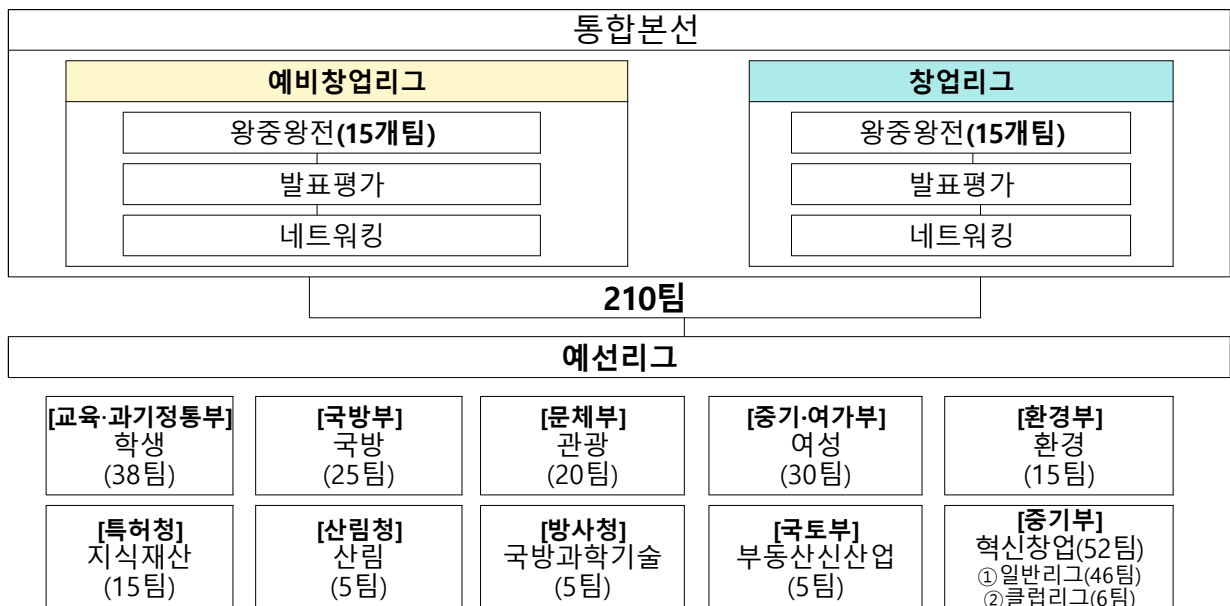 통합본선
예비창업리그
창업리그
왕중왕전(15개팀)
왕중왕전(15개팀)
발표평가
발표평가
네트워킹
네트워킹
210팀
예선리그
[교육·과기정통부]
학생
(38팀)
[국방부]
국방
(25팀)
[문체부]
관광
(20팀)
[중기·여가부]
여성
(30팀)
[환경부]
환경
(15팀)
[특허청]
지식재산
(15팀)
[산림청]
산림
(5팀)
[방사청]
국방과학기술
(5팀)
[국토부]
부동산신산업
(5팀)
[중기부]
혁신창업(52팀)
①일반리그(46팀)
②클럽리그(6팀)